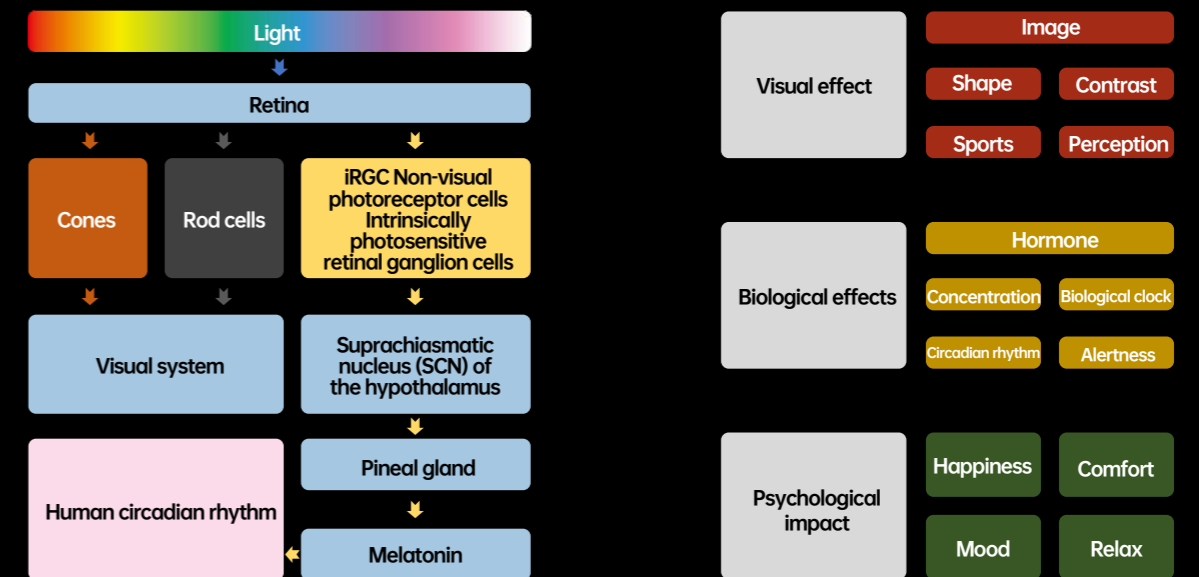 Light
Retina
Cones
Rod cells
iRGC Non-visual
photoreceptor cells
Intrinsically
photosensitive
retinal ganglion cells
Visual system
Suprachiasmatic
nucleus (SCN) of
the hypothalamus
Pineal gland
Human circadian rhythm
Melatonin
Visual effect
Image
Shape
Contrast
Sports
Perception
Biological effects
Hormone
Concentration
Biological clock
Circadian rhythm
Alertness
Psychological
impact
Happiness
Comfort
Mood
Relax